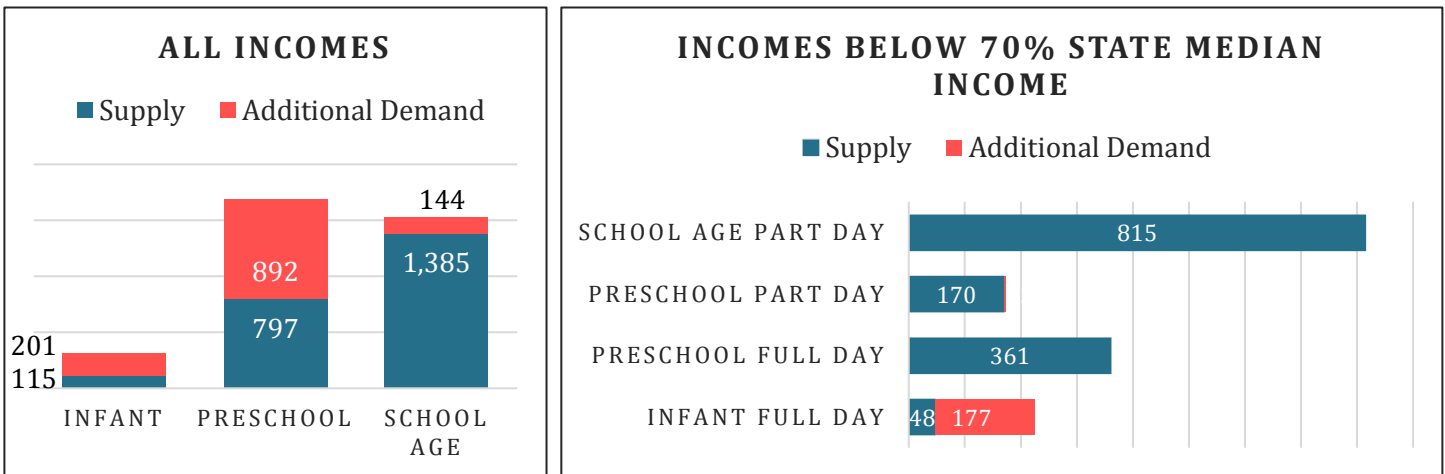 ALL INCOMES
Supply Additional Demand
144
892
1,385
797
201
115
INFANT PRESCHOOL SCHOOL
AGE
INCOMES BELOW 70% STATE MEDIAN
INCOME
Supply Additional Demand
SCHOOL AGE PART DAY 815
PRESCHOOL PART DAY 170
PRESCHOOL FULL DAY 361
INFANT FULL DAY 48 177